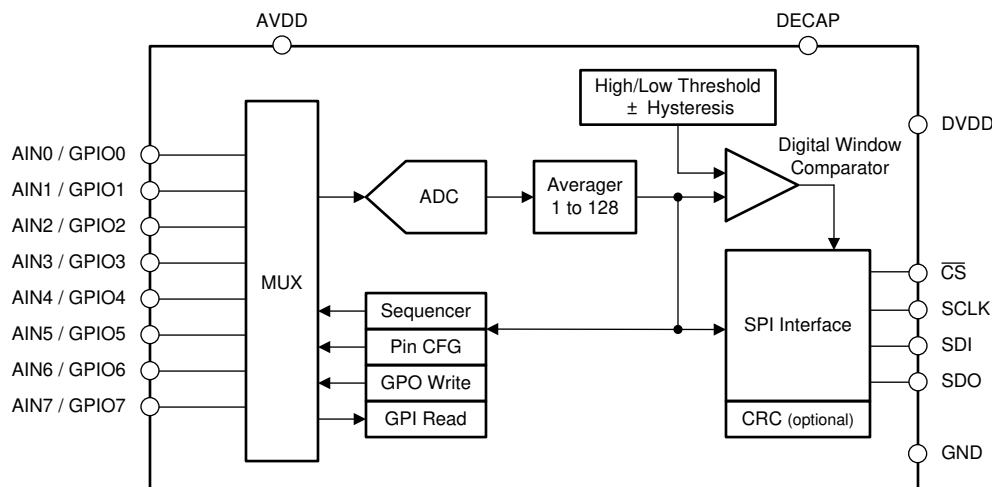 AVDD
DECAP
High/Low Threshold
± Hysteresis
DVDD
Digital Window
Comparator
AIN0 / GPIO0
AIN1 / GPIO1
AIN2 / GPIO2
AIN3 / GPIO3
AIN4 / GPIO4
AIN5 / GPIO5
AIN6 / GPIO6
AIN7 / GPIO7
MUX
ADC
Averager
1 to 128
Sequencer
Pin CFG
GPO Write
GPI Read
SPI Interface
CRC (optional)
C̅S̅
SCLK
SDI
SDO
GND